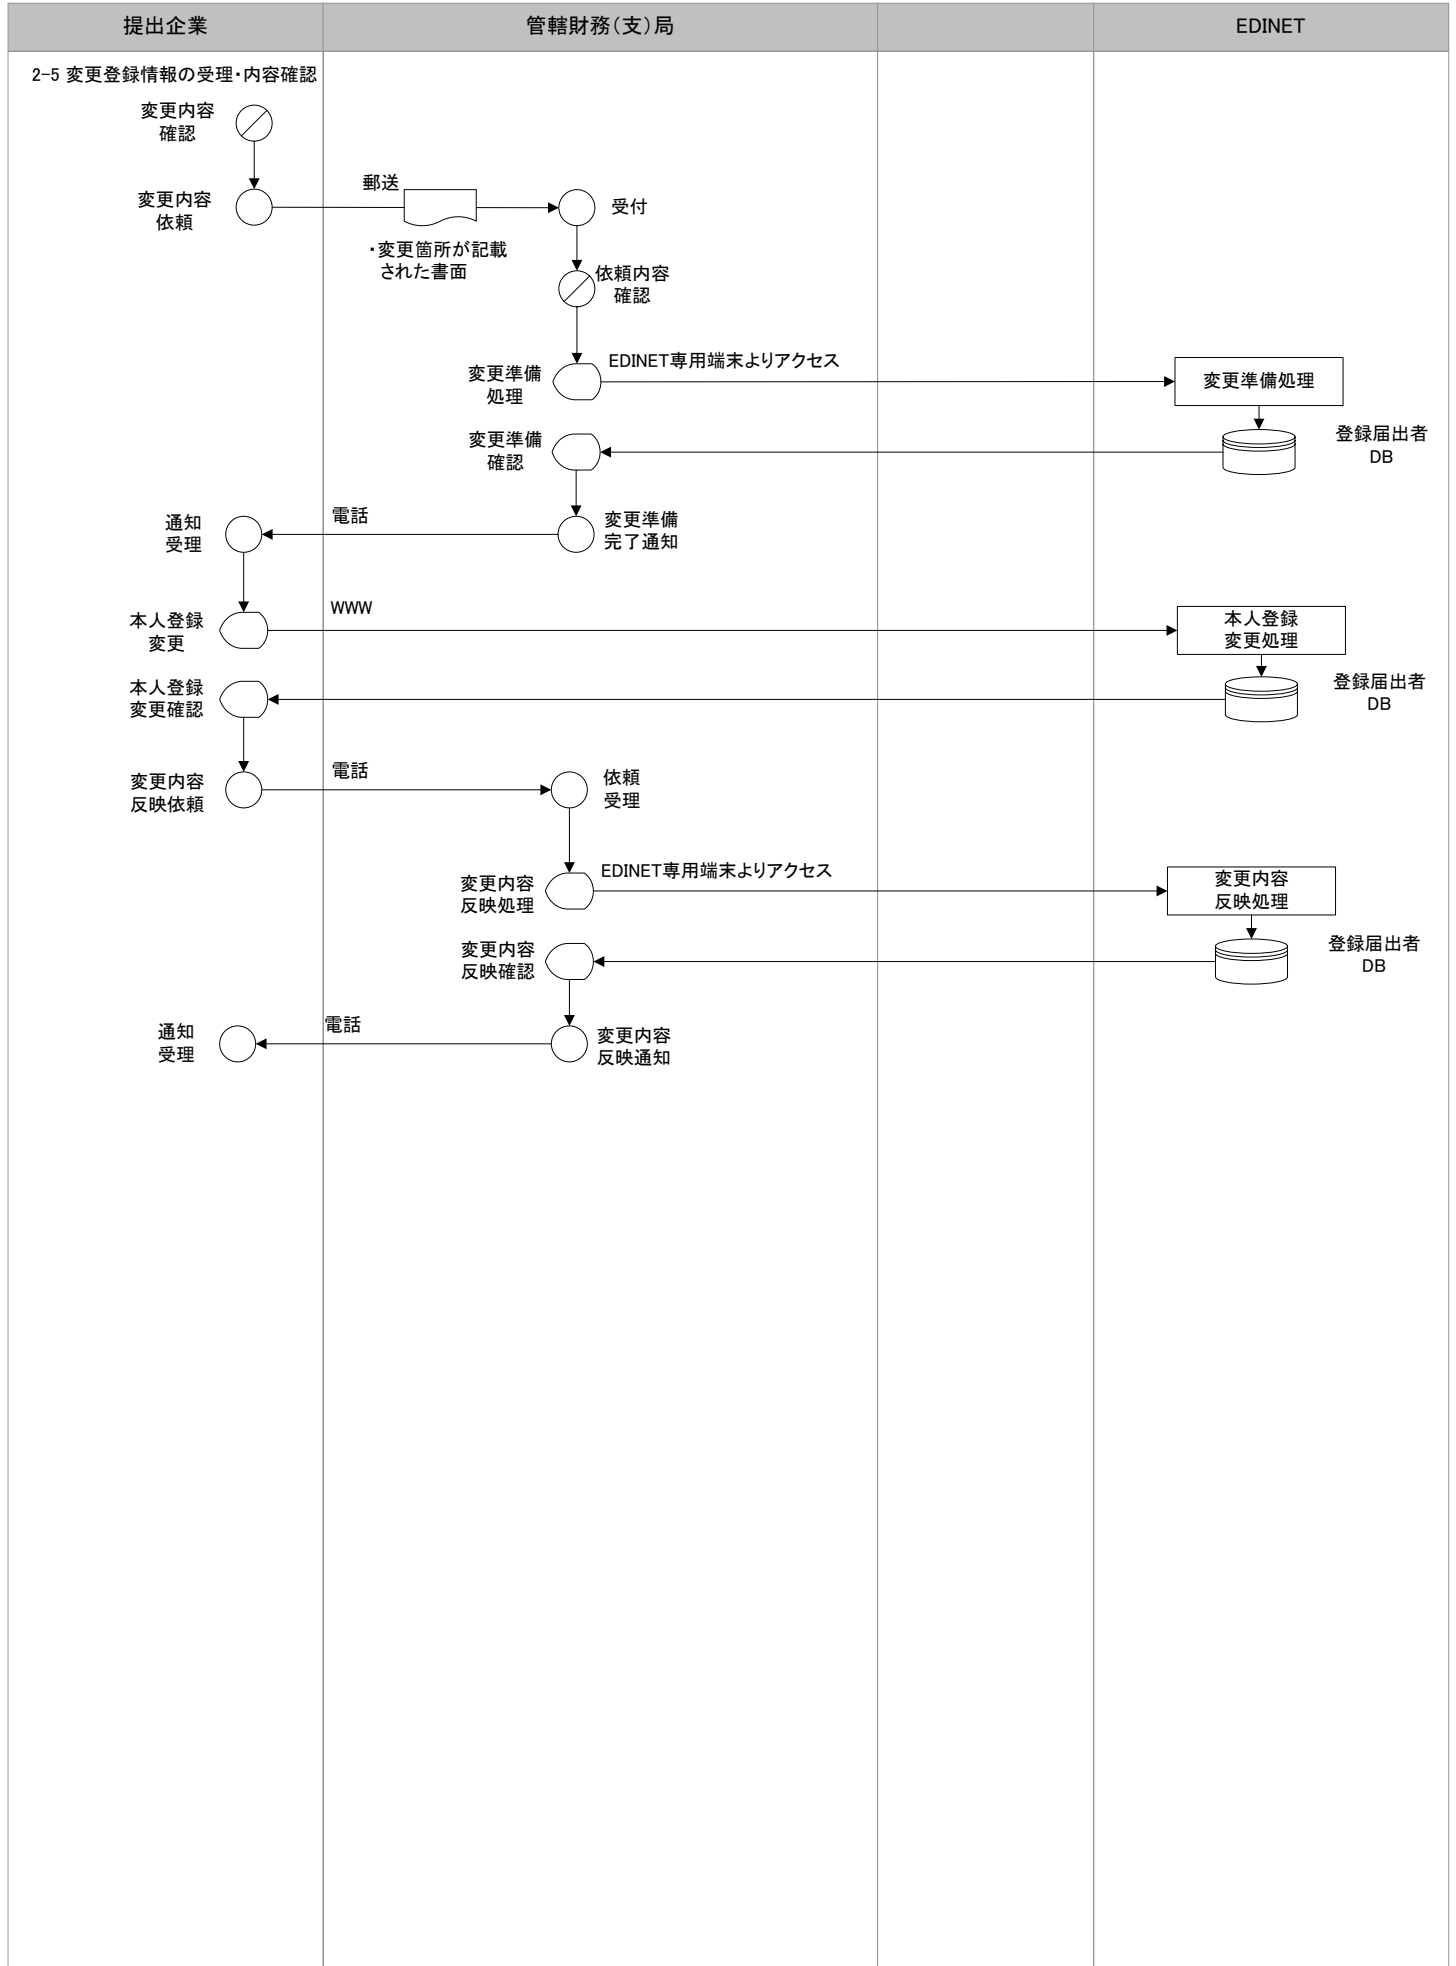 提出企業
管轄財務(支)局
EDINET
2-5 変更登録情報の受理・内容確認
変更内容
確認
変更内容
依頼
郵送
・変更箇所が記載
された書面
受付
依頼内容
確認
変更準備
処理
EDINET専用端末よりアクセス
変更準備処理
変更準備
確認
登録届出者
DB
通知
受理
電話
変更準備
完了通知
本人登録
変更
WWW
本人登録
変更処理
本人登録
変更確認
登録届出者
DB
変更内容
反映依頼
電話
依頼
受理
変更内容
反映処理
EDINET専用端末よりアクセス
変更内容
反映処理
変更内容
反映確認
登録届出者
DB
通知
受理
電話
変更内容
反映通知